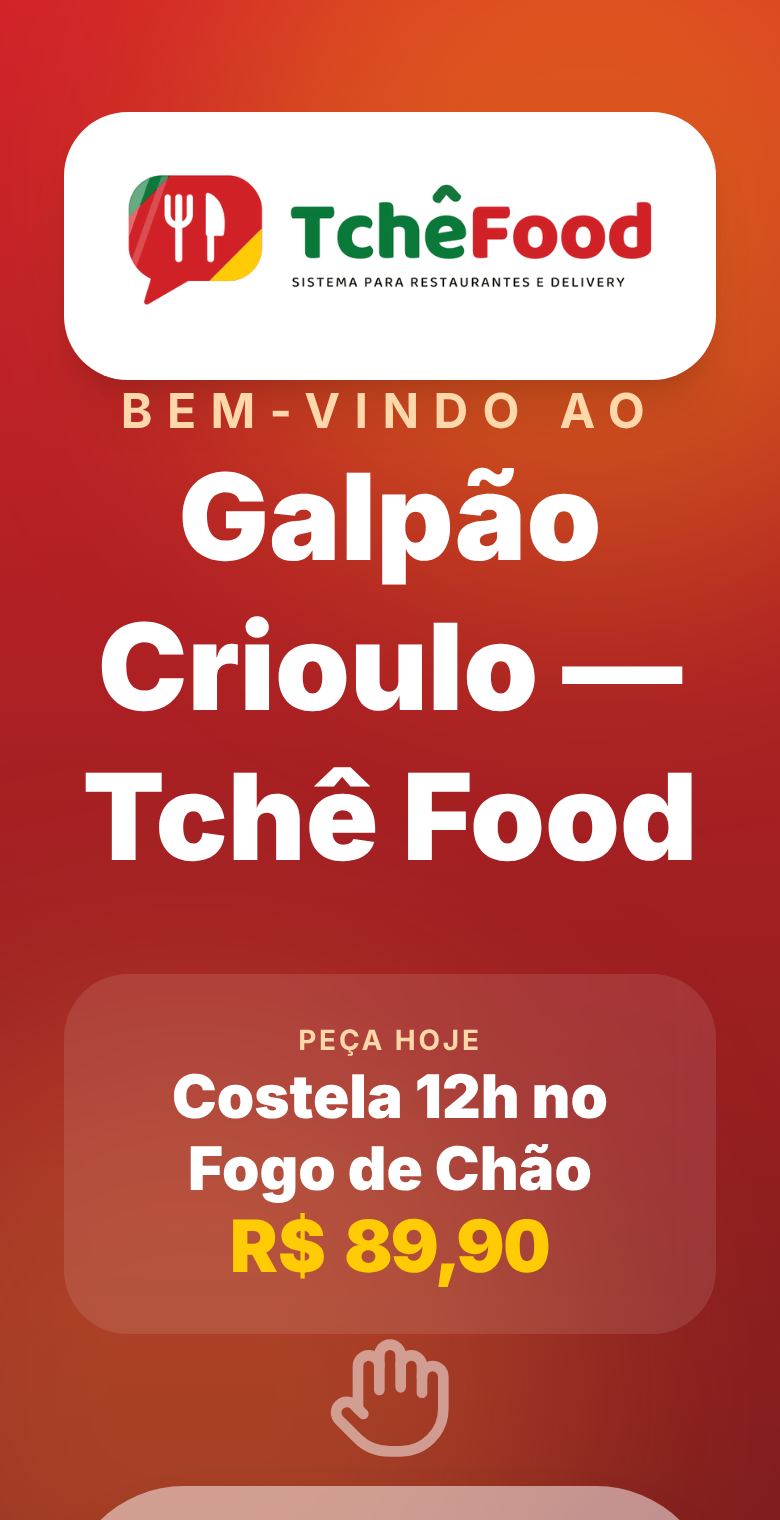 TchêFood
SISTEMA PARA RESTAURANTES E DELIVERY
BEM-VINDO AO
Galpão
Crioulo —
Tchê Food
PEÇA HOJE
Costela 12h no
Fogo de Chão
R$ 89,90